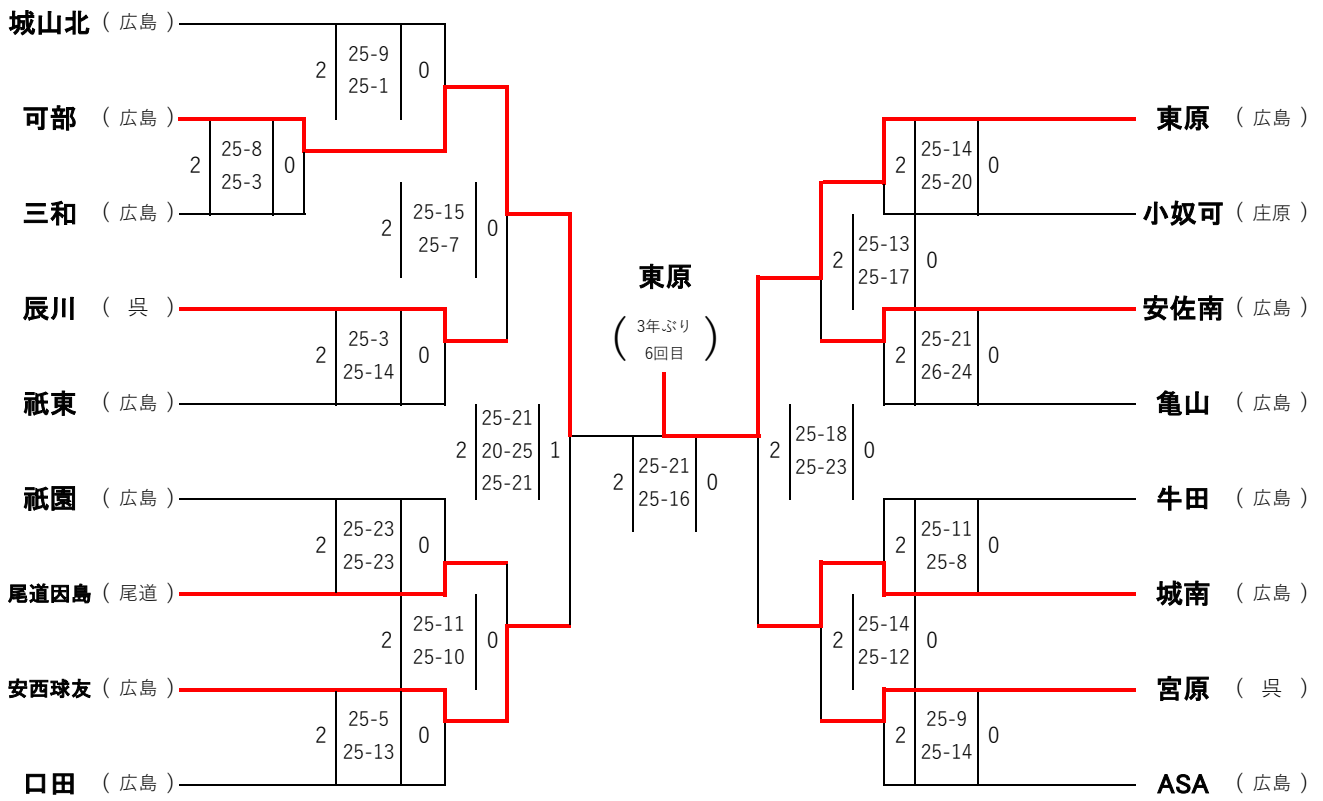 城山北 ( 広島 )
2 25-9 0
25-1
可部 ( 広島 )
2 25-8 0
25-3
三和 ( 広島 )
2 25-15 0
25-7
辰川 ( 呉 )
2 25-3 0
25-14
祇東 ( 広島 )
2 25-21 1
20-25
25-21
祇園 ( 広島 )
2 25-23 0
25-23
尾道因島 ( 尾道 )
2 25-11 0
25-10
安西球友 ( 広島 )
2 25-5 0
25-13
口田 ( 広島 )
東原
( 3年ぶり )
6回目
2 25-21 0
25-16
東原 ( 広島 )
2 25-14 0
25-20
小奴可 ( 庄原 )
2 25-13 0
25-17
安佐南 ( 広島 )
2 25-21 0
26-24
亀山 ( 広島 )
2 25-18 0
25-23
牛田 ( 広島 )
2 25-11 0
25-8
城南 ( 広島 )
2 25-14 0
25-12
宮原 ( 呉 )
2 25-9 0
25-14
ASA ( 広島 )